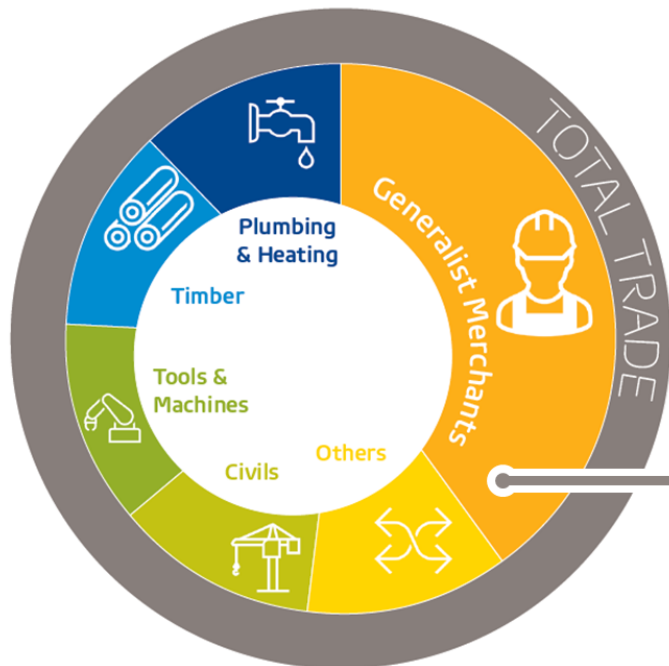 TOTAL TRADE
Generalist Merchants
Plumbing
& Heating
Timber
Tools &
Machines
Civils
Others